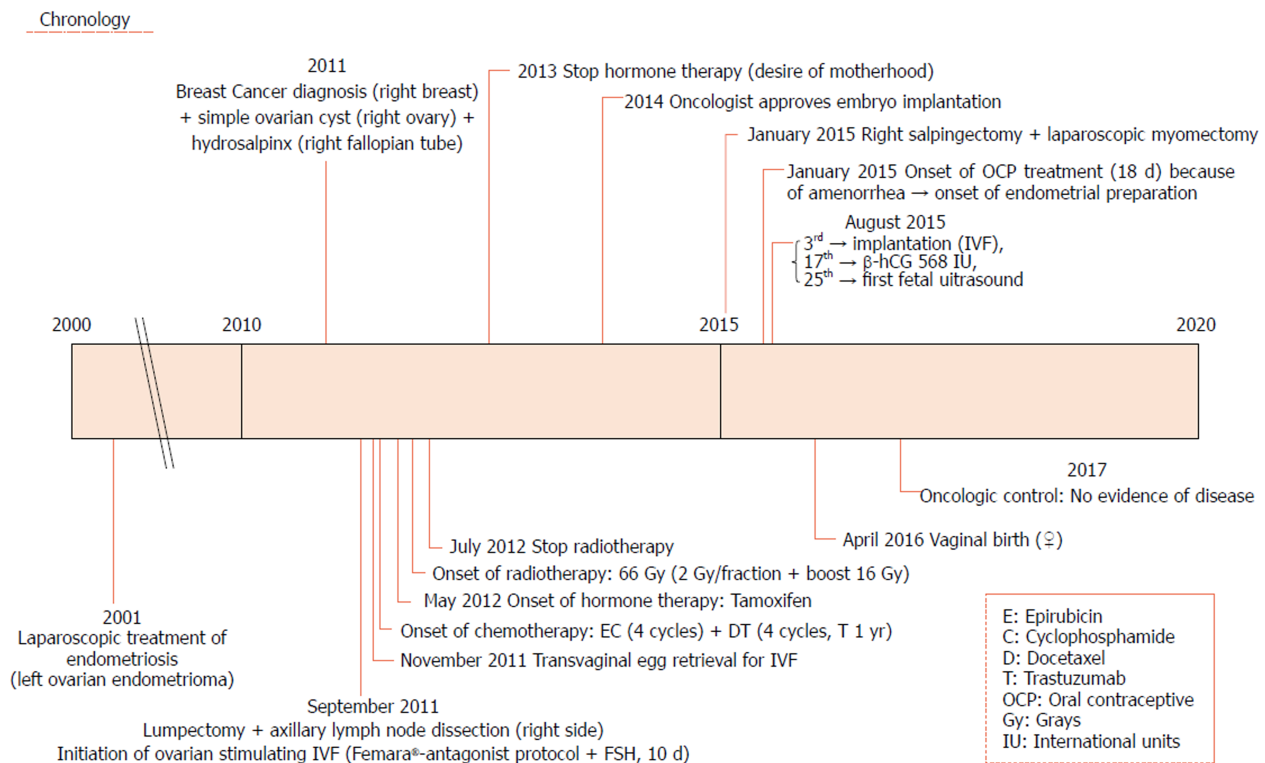 Chronology
2011
Breast Cancer diagnosis (right breast)
+ simple ovarian cyst (right ovary) +
hydrosalpinx (right fallopian tube)
2013 Stop hormone therapy (desire of motherhood)
2014 Oncologist approves embryo implantation
January 2015 Right salpingectomy + laparoscopic myomectomy
January 2015 Onset of OCP treatment (18 d) because
of amenorrhea → onset of endometrial preparation
August 2015
3rd → implantation (IVF),
17th → β-hCG 568 IU,
25th → first fetal uitrasound
2000
2010
2015
2020
2017
Oncologic control: No evidence of disease
April 2016 Vaginal birth (♀)
July 2012 Stop radiotherapy
Onset of radiotherapy: 66 Gy (2 Gy/fraction + boost 16 Gy)
May 2012 Onset of hormone therapy: Tamoxifen
Onset of chemotherapy: EC (4 cycles) + DT (4 cycles, T 1 yr)
November 2011 Transvaginal egg retrieval for IVF
2001
Laparoscopic treatment of
endometriosis
(left ovarian endometrioma)
September 2011
Lumpectomy + axillary lymph node dissection (right side)
Initiation of ovarian stimulating IVF (Femara®-antagonist protocol + FSH, 10 d)
E: Epirubicin
C: Cyclophosphamide
D: Docetaxel
T: Trastuzumab
OCP: Oral contraceptive
Gy: Grays
IU: International units